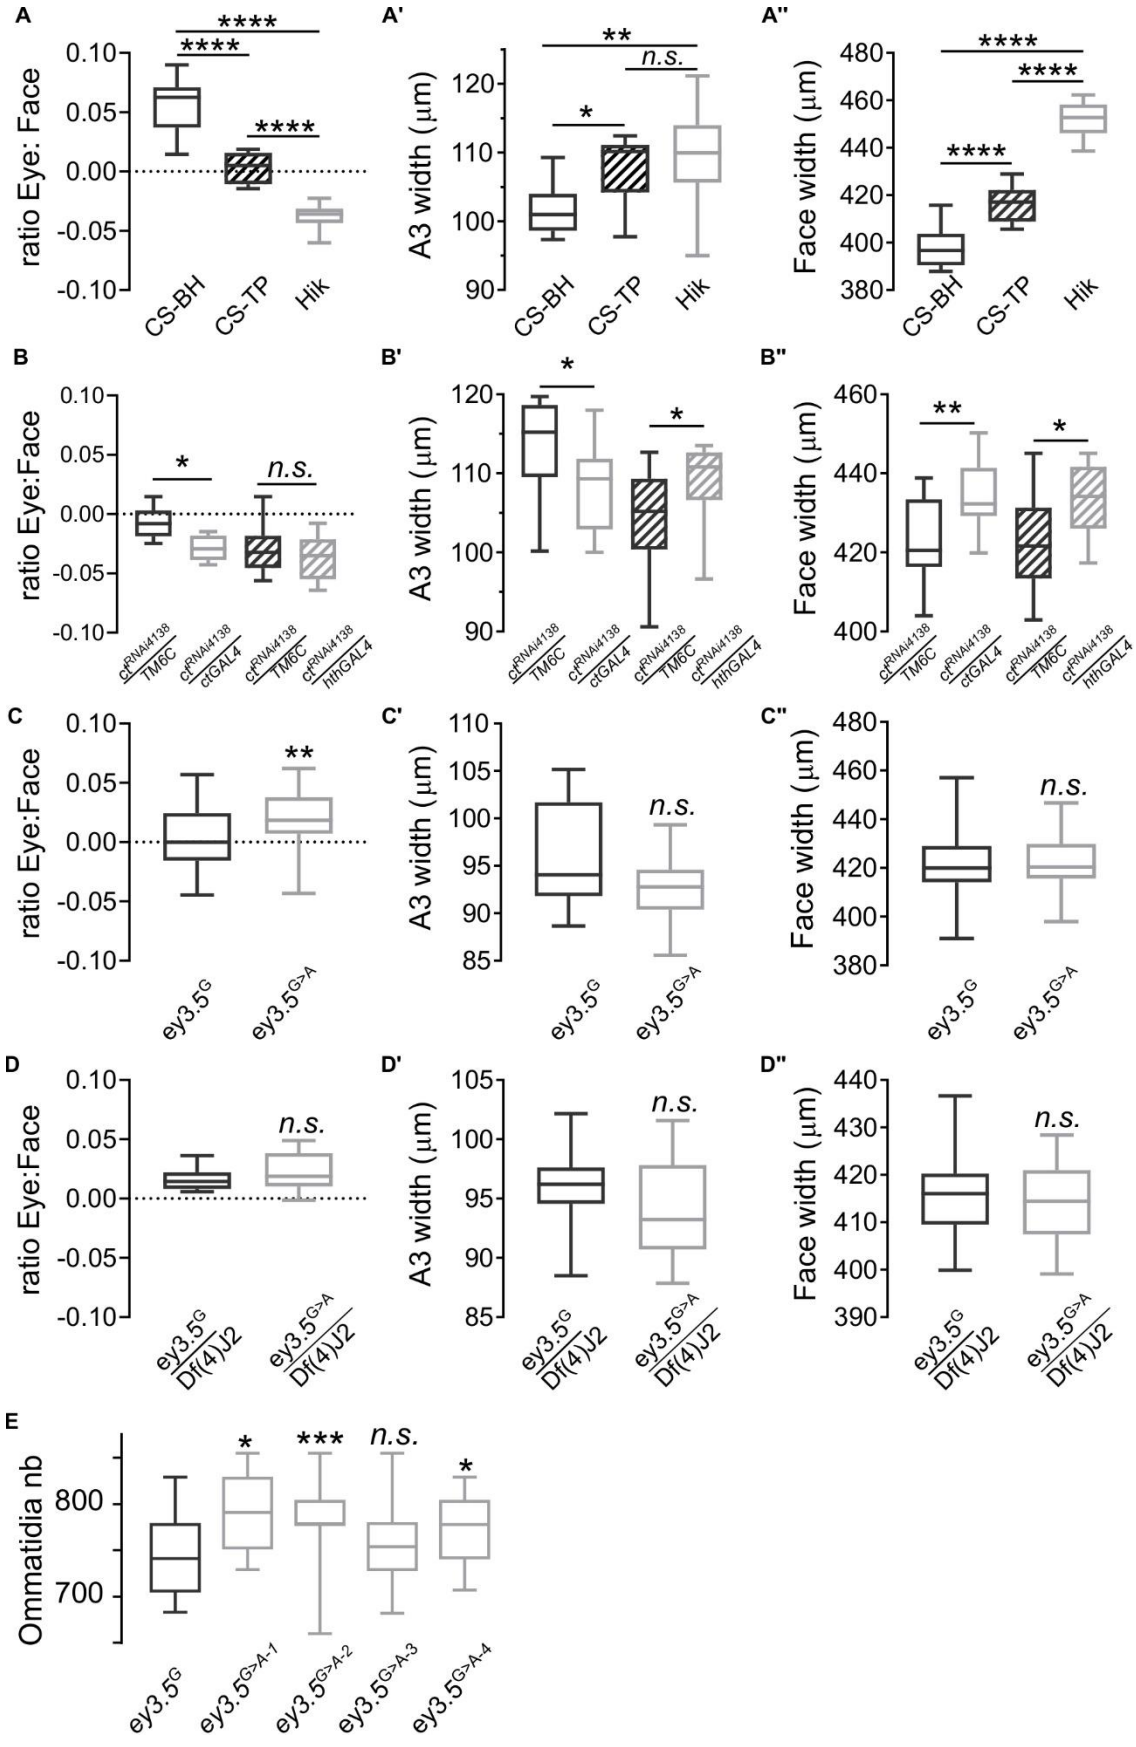 A
ratio Eye: Face
0.10
0.05
0.00
-0.05
-0.10
****
****
****
CS-BH
CS-TP
Hik
A'
A3 width (μm)
120
110
100
90
**
n.s.
*
CS-BH
CS-TP
Hik
A"
Face width (μm)
480
460
440
420
400
380
****
****
****
CS-BH
CS-TP
Hik
B
ratio Eye:Face
0.10
0.05
0.00
-0.05
-0.10
*
n.s.
ctRNAi4138
TM6C
ctRNAi4138
ctGAL4
ctRNAi4138
TM6C
ctRNAi4138
hthGAL4
B'
A3 width (μm)
120
110
100
90
*
*
ctRNAi4138
TM6C
ctRNAi4138
ctGAL4
ctRNAi4138
TM6C
ctRNAi4138
hthGAL4
B"
Face width (μm)
460
440
420
400
**
*
ctRNAi4138
TM6C
ctRNAi4138
ctGAL4
ctRNAi4138
TM6C
ctRNAi4138
hthGAL4
C
ratio Eye:Face
0.10
0.05
0.00
-0.05
-0.10
**
ey3.5G
ey3.5G>A
C'
A3 width (μm)
110
105
100
95
90
85
n.s.
ey3.5G
ey3.5G>A
C"
Face width (μm)
480
460
440
420
400
380
n.s.
ey3.5G
ey3.5G>A
D
ratio Eye:Face
0.10
0.05
0.00
-0.05
-0.10
n.s.
ey3.5G
Df(4)J2
ey3.5G>A
Df(4)J2
D'
A3 width (μm)
105
100
95
90
85
n.s.
ey3.5G
Df(4)J2
ey3.5G>A
Df(4)J2
D"
Face width (μm)
440
430
420
410
400
390
n.s.
ey3.5G
Df(4)J2
ey3.5G>A
Df(4)J2
E
Ommatidia nb
800
700
*
***
n.s.
*
ey3.5G
ey3.5G>A-1
ey3.5G>A-2
ey3.5G>A-3
ey3.5G>A-4